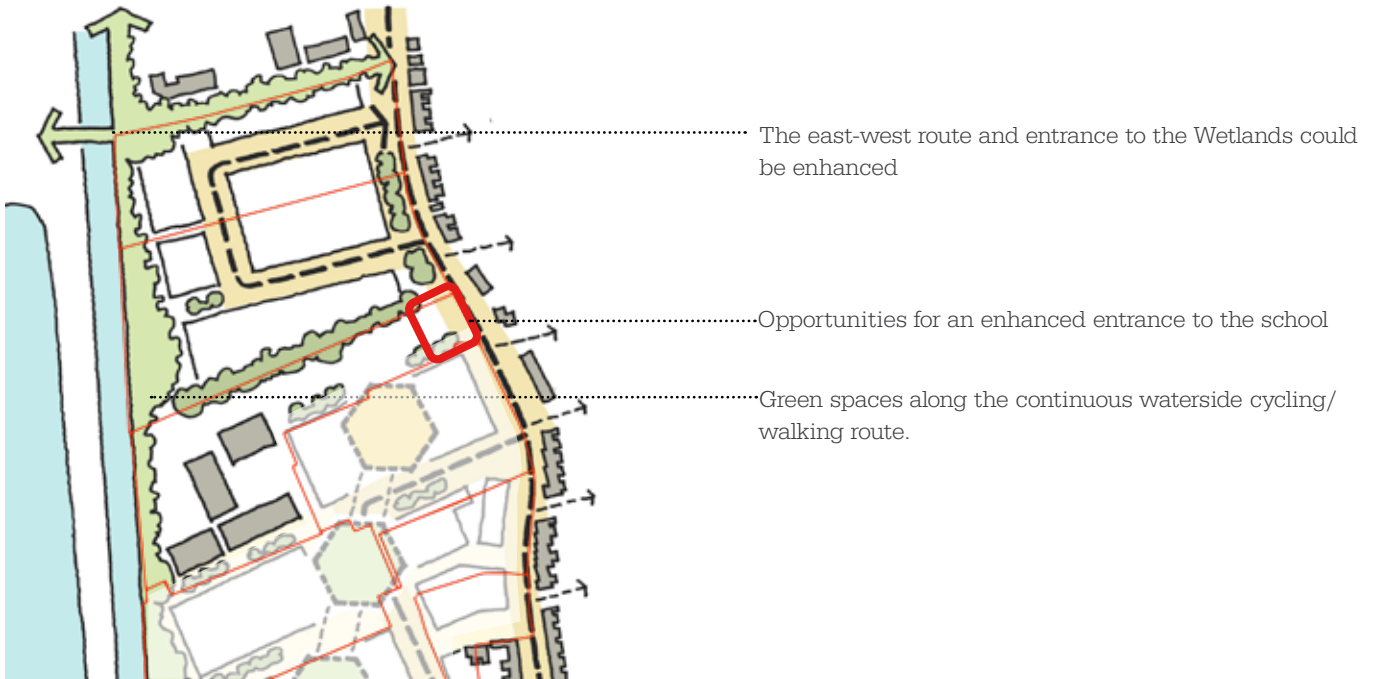 The east-west route and entrance to the Wetlands could
be enhanced
Opportunities for an enhanced entrance to the school
Green spaces along the continuous waterside cycling/
walking route.